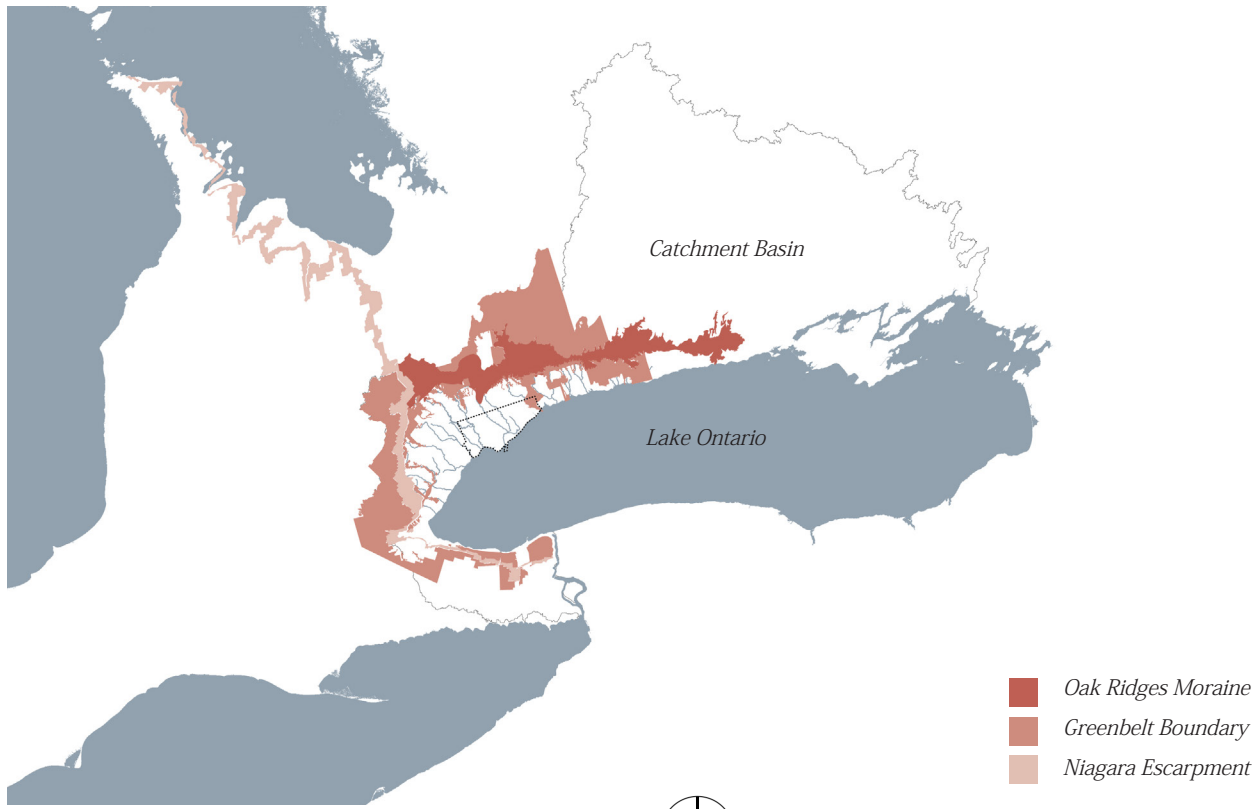 Catchment Basin
Lake Ontario
Oak Ridges Moraine
Greenbelt Boundary
Niagara Escarpment